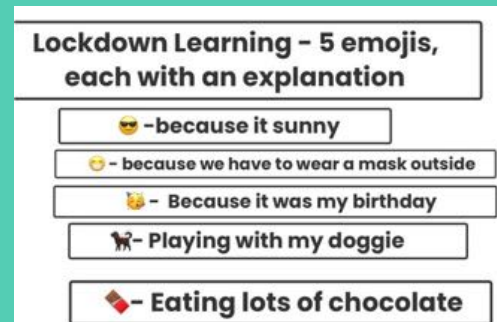 Lockdown Learning - 5 emojis,
each with an explanation
😎 -because it sunny
😷 - because we have to wear a mask outside
🥳 - Because it was my birthday
🐕‍🦺- Playing with my doggie
🍫- Eating lots of chocolate